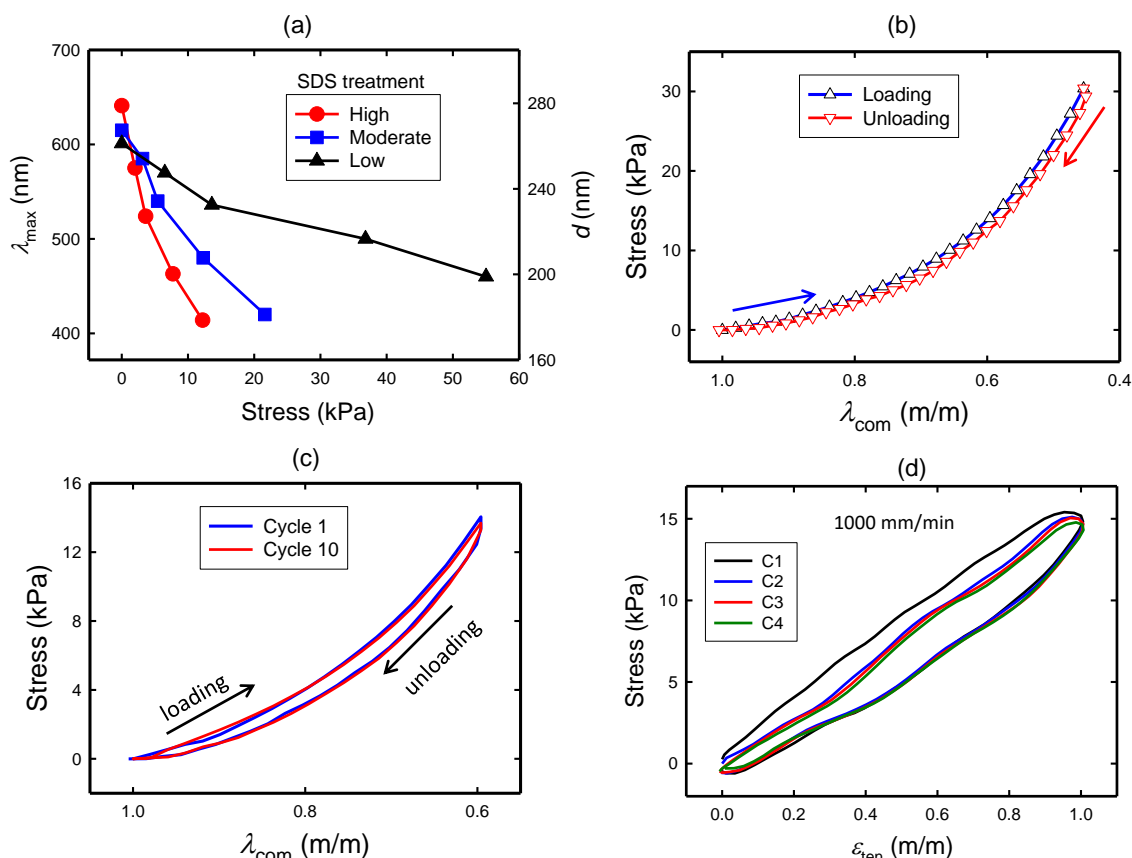 (a)
700
600
500
400
λmax (nm)
SDS treatment
High
Moderate
Low
280
240
200
160
d (nm)
0 10 20 30 40 50 60
Stress (kPa)
(b)
30
20
10
0
Stress (kPa)
Loading
Unloading
1.0 0.8 0.6 0.4
λcom (m/m)
(c)
16
12
8
4
0
Stress (kPa)
Cycle 1
Cycle 10
loading
unloading
1.0 0.8 0.6
λcom (m/m)
(d)
15
10
5
0
Stress (kPa)
1000 mm/min
C1
C2
C3
C4
0.0 0.2 0.4 0.6 0.8 1.0
εten (m/m)